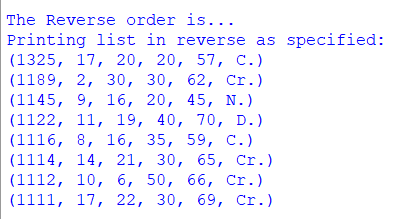 The Reverse order is...
Printing list in reverse as specified:
(1325, 17, 20, 20, 57, C.)
(1189, 2, 30, 30, 62, Cr.)
(1145, 9, 16, 20, 45, N.)
(1122, 11, 19, 40, 70, D.)
(1116, 8, 16, 35, 59, C.)
(1114, 14, 21, 30, 65, Cr.)
(1112, 10, 6, 50, 66, Cr.)
(1111, 17, 22, 30, 69, Cr.)